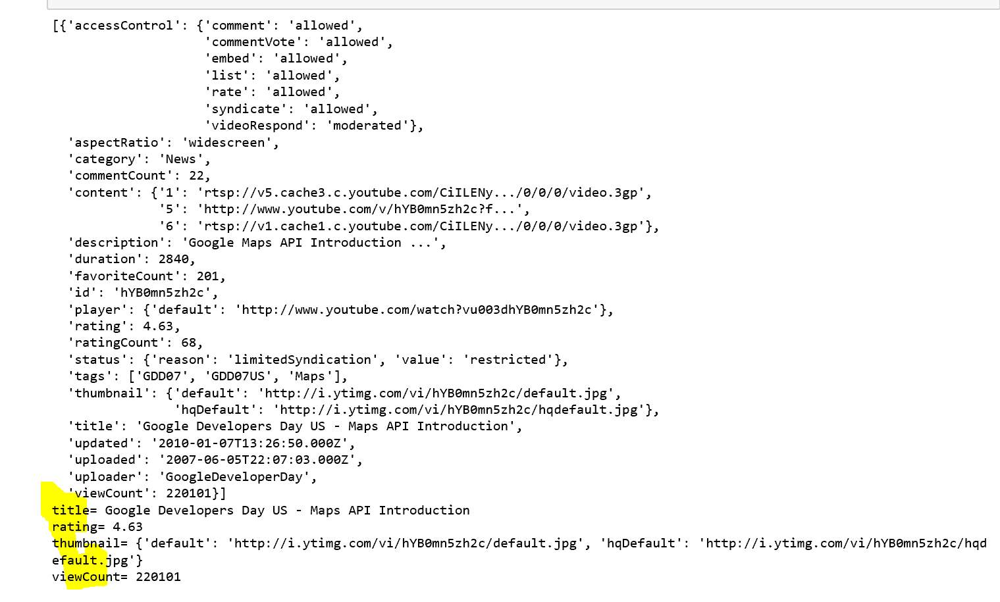 [{'accessControl': {'comment': 'allowed',
'commentVote': 'allowed',
'embed': 'allowed',
'list': 'allowed',
'rate': 'allowed',
'syndicate': 'allowed',
'videoRespond': 'moderated'},
'aspectRatio': 'widescreen',
'category': 'News',
'commentCount': 22,
'content': {'1': 'rtsp://v5.cache3.c.youtube.com/CiILENy.../0/0/0/video.3gp',
'5': 'http://www.youtube.com/v/hYB0mn5zh2c?f...',
'6': 'rtsp://v1.cache1.c.youtube.com/CiILENy.../0/0/0/video.3gp'},
'description': 'Google Maps API Introduction ...',
'duration': 2840,
'favoriteCount': 201,
'id': 'hYB0mn5zh2c',
'player': {'default': 'http://www.youtube.com/watch?vu003dhYB0mn5zh2c'},
'rating': 4.63,
'ratingCount': 68,
'status': {'reason': 'limitedSyndication', 'value': 'restricted'},
'tags': ['GDD07', 'GDD07US', 'Maps'],
'thumbnail': {'default': 'http://i.ytimg.com/vi/hYB0mn5zh2c/default.jpg',
'hqDefault': 'http://i.ytimg.com/vi/hYB0mn5zh2c/hqdefault.jpg'},
'title': 'Google Developers Day US - Maps API Introduction',
'updated': '2010-01-07T13:26:50.000Z',
'uploaded': '2007-06-05T22:07:03.000Z',
'uploader': 'GoogleDeveloperDay',
'viewCount': 220101}]
title= Google Developers Day US - Maps API Introduction
rating= 4.63
thumbnail= {'default': 'http://i.ytimg.com/vi/hYB0mn5zh2c/default.jpg', 'hqDefault': 'http://i.ytimg.com/vi/hYB0mn5zh2c/hqd
efault.jpg'}
viewCount= 220101